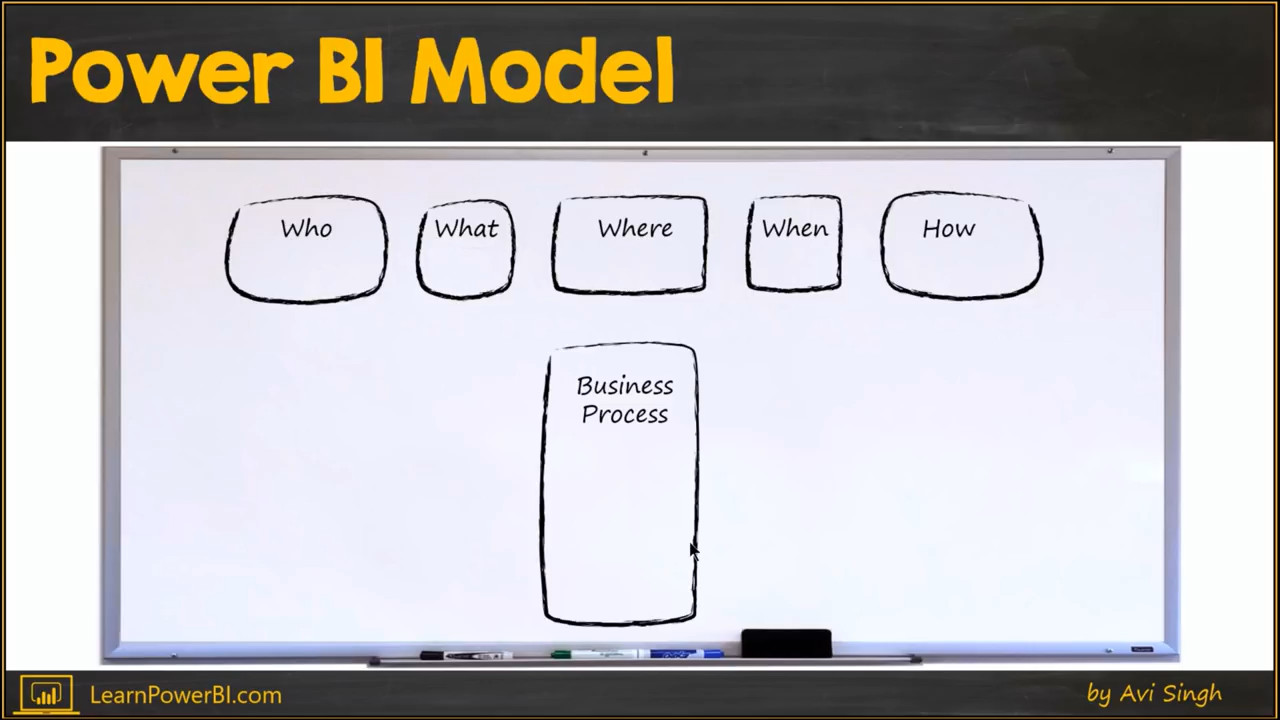 Power BI Model
Who
What
Where
When
How
Business
Process
LearnPowerBI.com
by Avi Singh